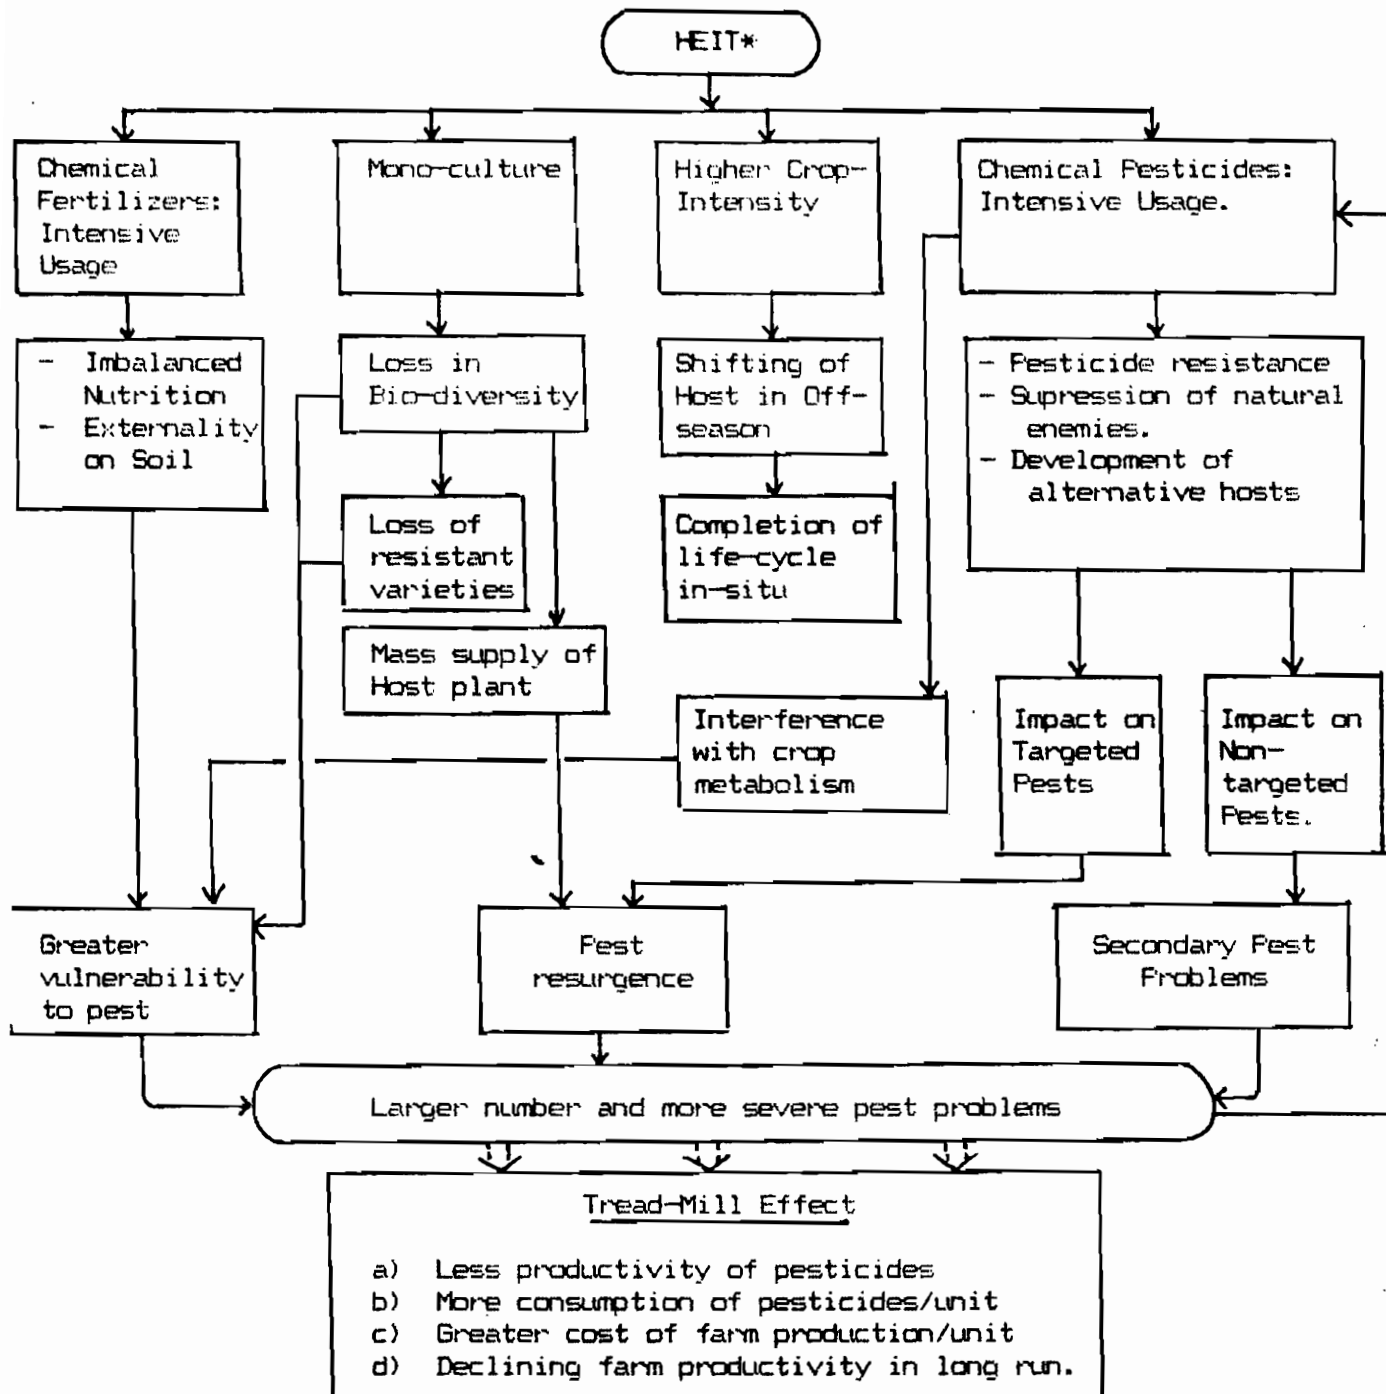 HEIT*
Chemical
Fertilizers:
Intensive
Usage
Mono-culture
Higher Crop-
Intensity
Chemical Pesticides:
Intensive Usage.
- Imbalanced
Nutrition
- Externality
on Soil
Loss in
Bio-diversity
Shifting of
Host in Off-
season
- Pesticide resistance
- Supression of natural
enemies.
- Development of
alternative hosts
Loss of
resistant
varieties
Completion of
life-cycle
in-situ
Mass supply of
Host plant
Interference
with crop
metabolism
Impact on
Targeted
Pests
Impact on
Non-
targeted
Pests.
Greater
vulnerability
to pest
Pest
resurgence
Secondary Pest
Problems
Larger number and more severe pest problems
Tread-Mill Effect
a) Less productivity of pesticides
b) More consumption of pesticides/unit
c) Greater cost of farm production/unit
d) Declining farm productivity in long run.